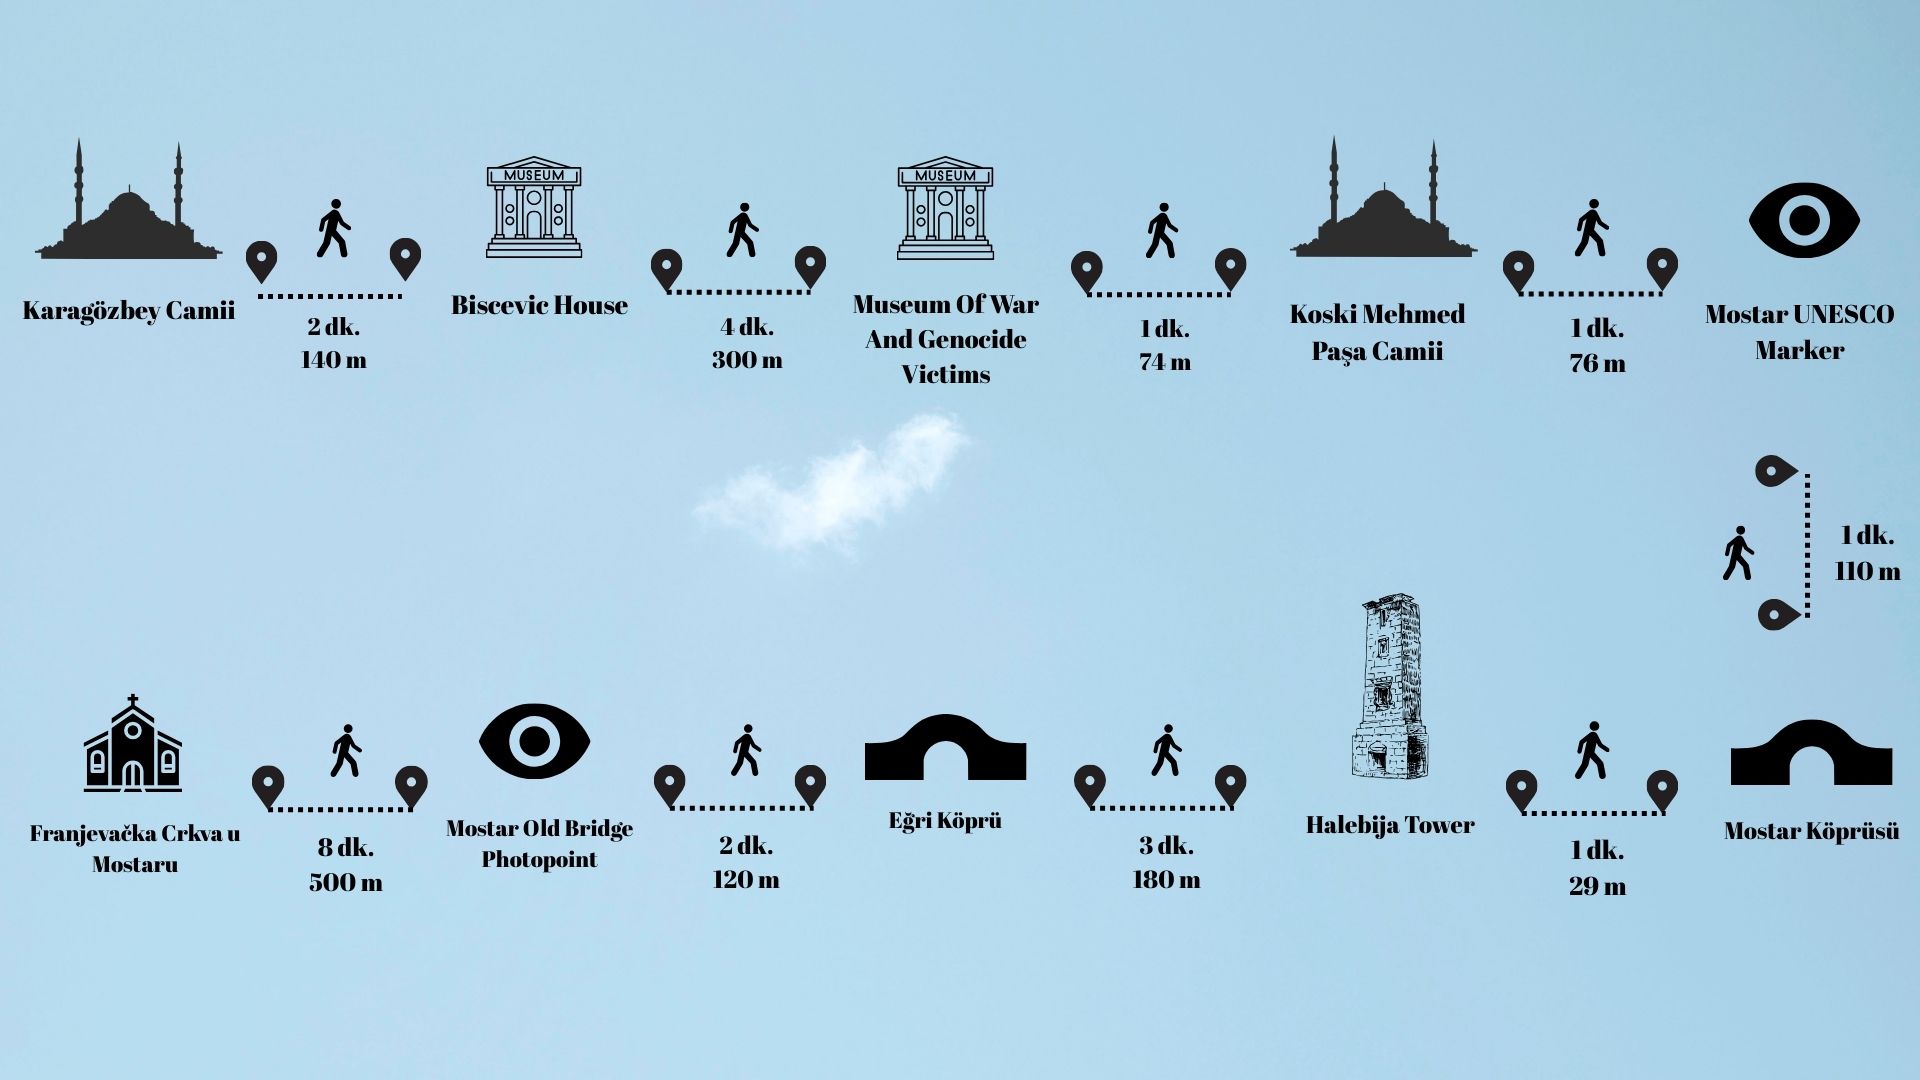 MUSEUM
MUSEUM
Karagözbey Camii
2 dk.
140 m
Biscevic House
4 dk.
300 m
Museum Of War
And Genocide
Victims
1 dk.
74 m
Koski Mehmed
Paşa Camii
1 dk.
76 m
Mostar UNESCO
Marker
1 dk.
110 m
Franjevačka Crkva u
Mostaru
8 dk.
500 m
Mostar Old Bridge
Photopoint
2 dk.
120 m
Eğri Köprü
3 dk.
180 m
Halebija Tower
1 dk.
29 m
Mostar Köprüsü